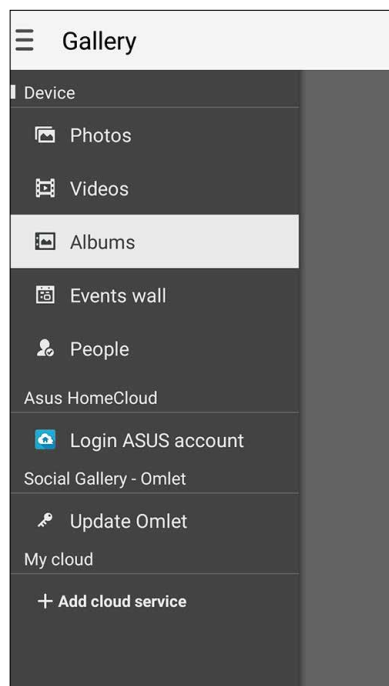 Gallery
Device
Photos
Videos
Albums
Events wall
People
Asus HomeCloud
Login ASUS account
Social Gallery - Omlet
Update Omlet
My cloud
+ Add cloud service